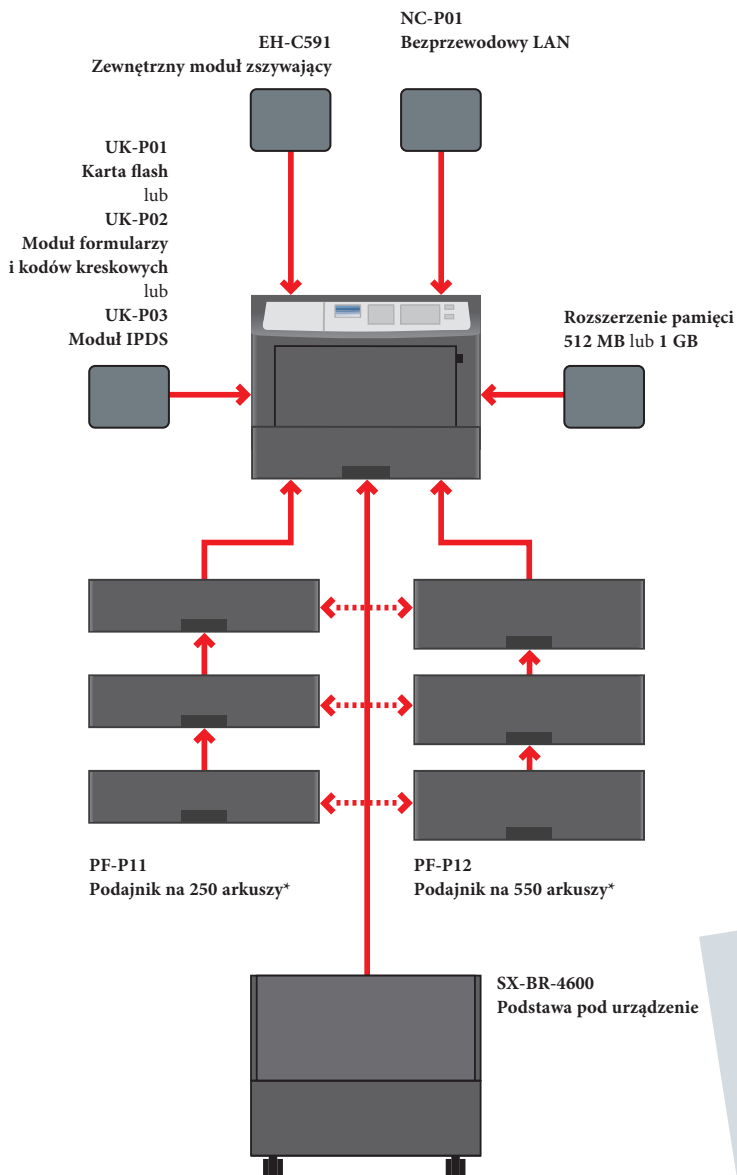 NC-P01
Bezprzewodowy LAN
EH-C591
Zewnętrzny moduł zszywający
UK-P01
Karta flash
lub
UK-P02
Moduł formularzy
i kodów kreskowych
lub
UK-P03
Moduł IPDS
Rozszerzenie pamięci
512 MB lub 1 GB
PF-P11
Podajnik na 250 arkuszy*
PF-P12
Podajnik na 550 arkuszy*
SX-BR-4600
Podstawa pod urządzenie